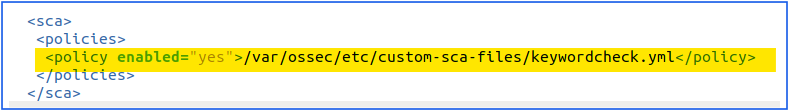 <sca>
<policies>
<policy enabled="yes">/var/ossec/etc/custom-sca-files/keywordcheck.yml</policy>
</policies>
</sca>